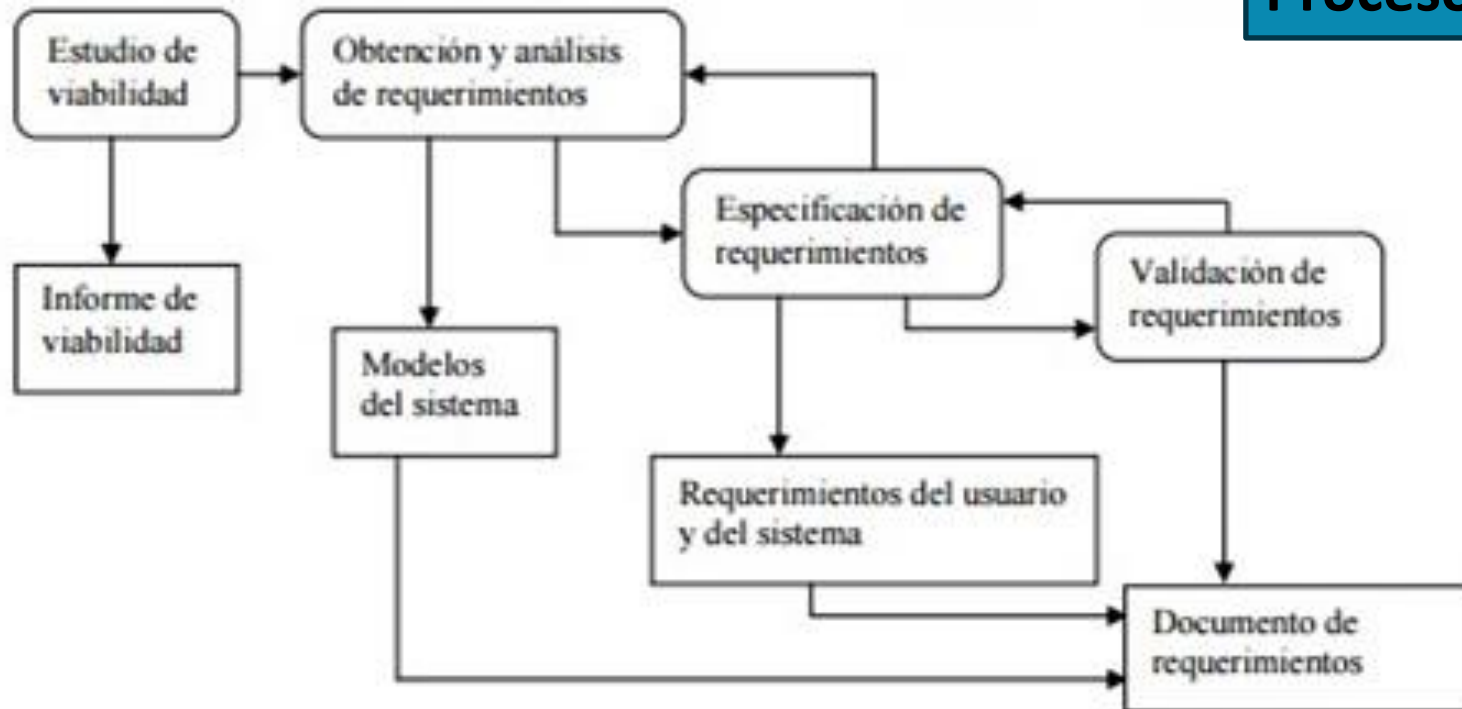 Proceso
Estudio de
viabilidad
Obtención y análisis
de requerimientos
Especificación de
requerimientos
Validación de
requerimientos
Informe de
viabilidad
Modelos
del sistema
Requerimientos del usuario
y del sistema
Documento de
requerimientos